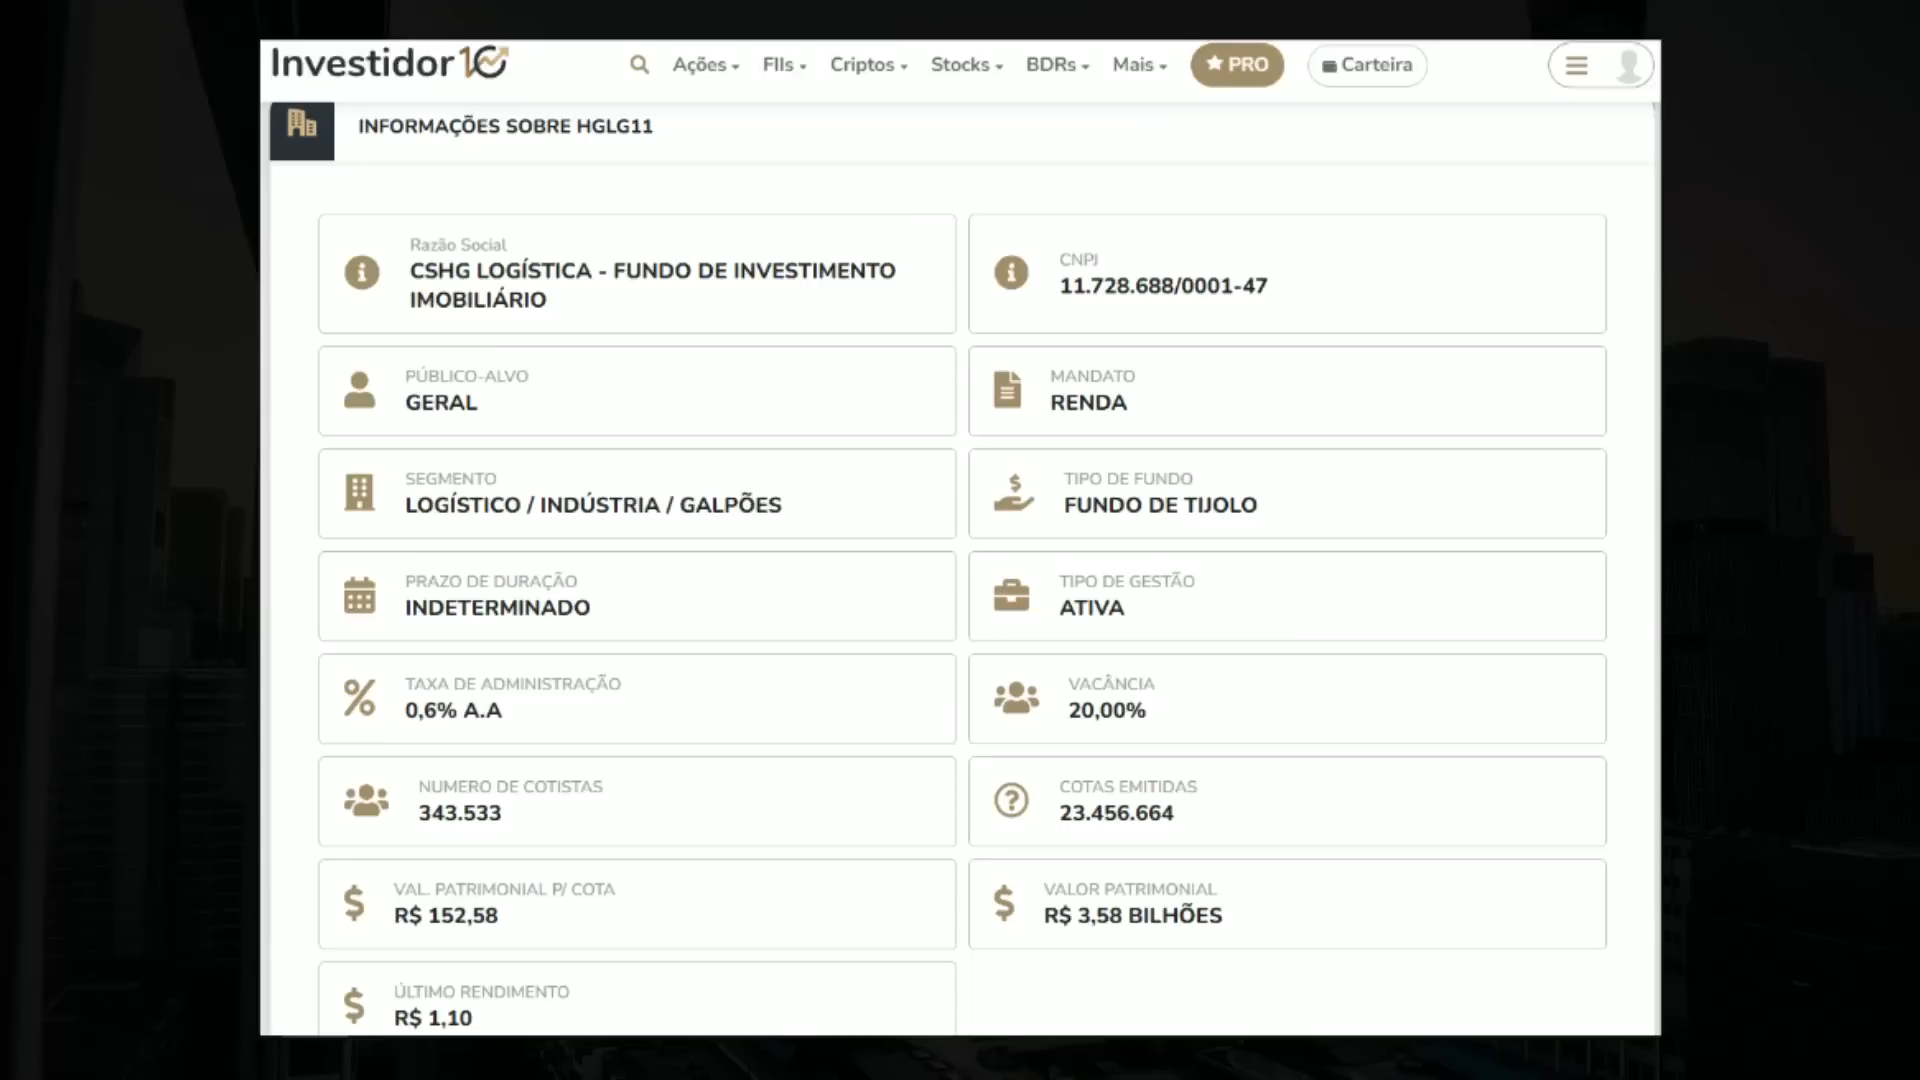 Investidor10
Ações
FIIs
Criptos
Stocks
BDRs
Mais
PRO
Carteira
INFORMAÇÕES SOBRE HGLG11
Razão Social
CSHG LOGÍSTICA - FUNDO DE INVESTIMENTO
IMOBILIÁRIO
CNPJ
11.728.688/0001-47
PÚBLICO-ALVO
GERAL
MANDATO
RENDA
SEGMENTO
LOGÍSTICO / INDÚSTRIA / GALPÕES
TIPO DE FUNDO
FUNDO DE TIJOLO
PRAZO DE DURAÇÃO
INDETERMINADO
TIPO DE GESTÃO
ATIVA
TAXA DE ADMINISTRAÇÃO
0,6% A.A
VACÂNCIA
20,00%
NUMERO DE COTISTAS
343.533
COTAS EMITIDAS
23.456.664
VAL. PATRIMONIAL P/ COTA
R$ 152,58
VALOR PATRIMONIAL
R$ 3,58 BILHÕES
ÚLTIMO RENDIMENTO
R$ 1,10